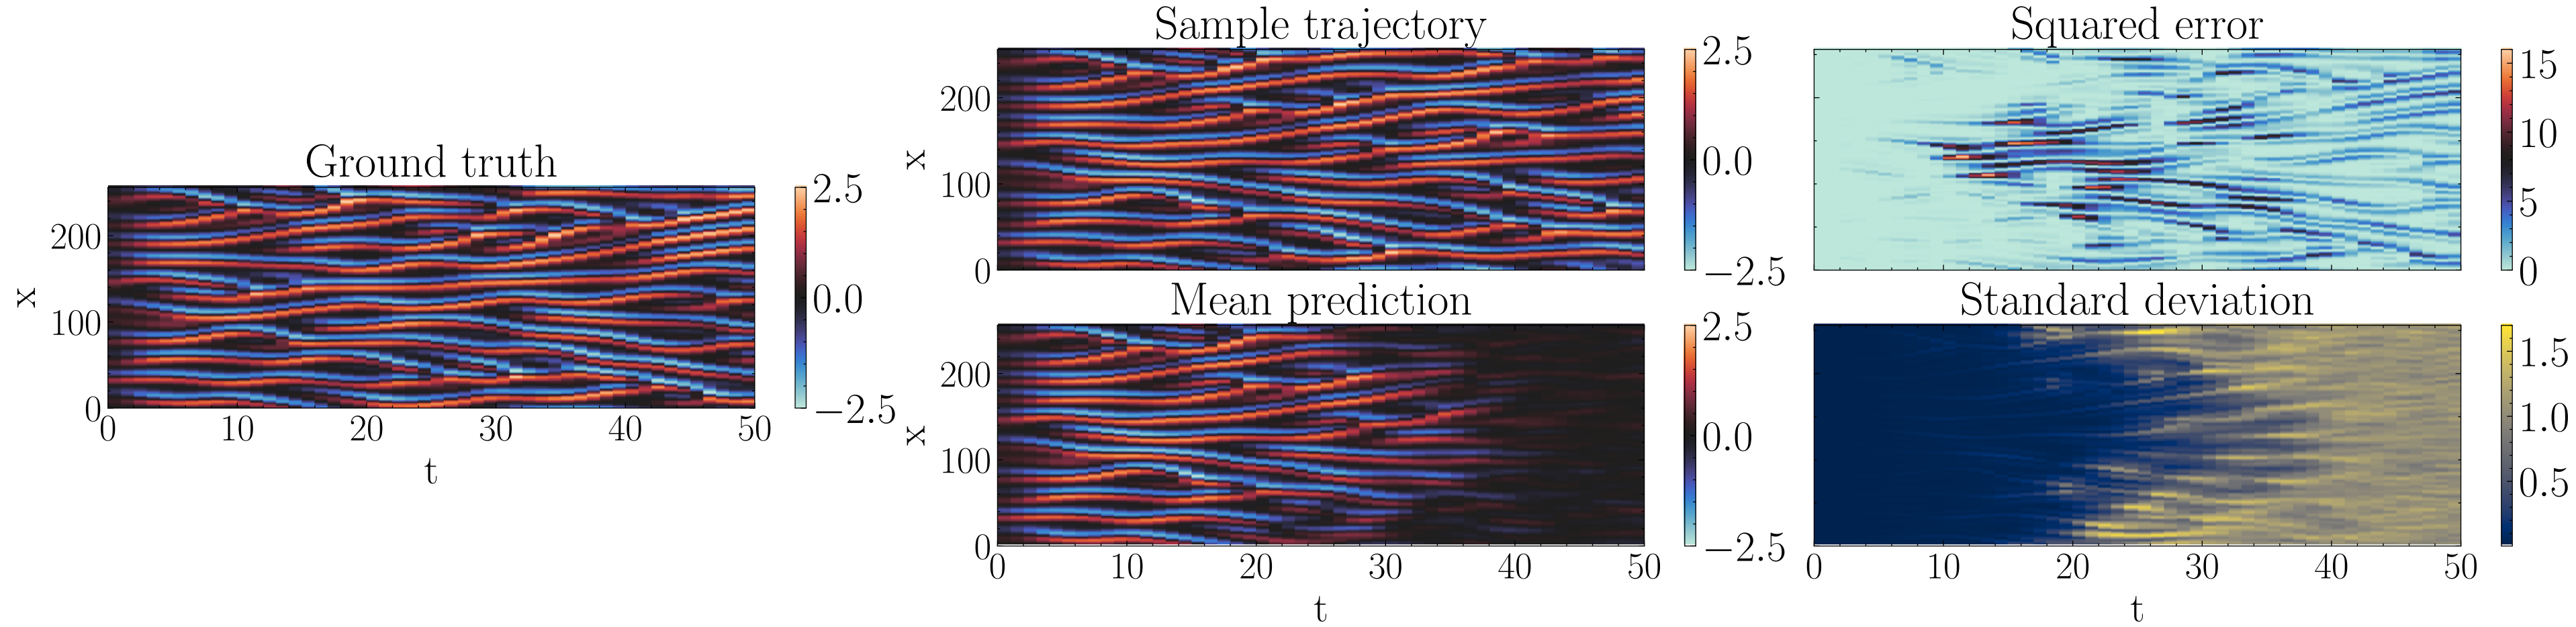 Ground truth
x
200
100
0
0 10 20 30 40 50
t
2.5
0.0
−2.5
Sample trajectory
x
200
100
0
2.5
0.0
−2.5
Squared error
15
10
5
0
Mean prediction
x
200
100
0
0 10 20 30 40 50
t
2.5
0.0
−2.5
Standard deviation
0 10 20 30 40 50
t
1.5
1.0
0.5